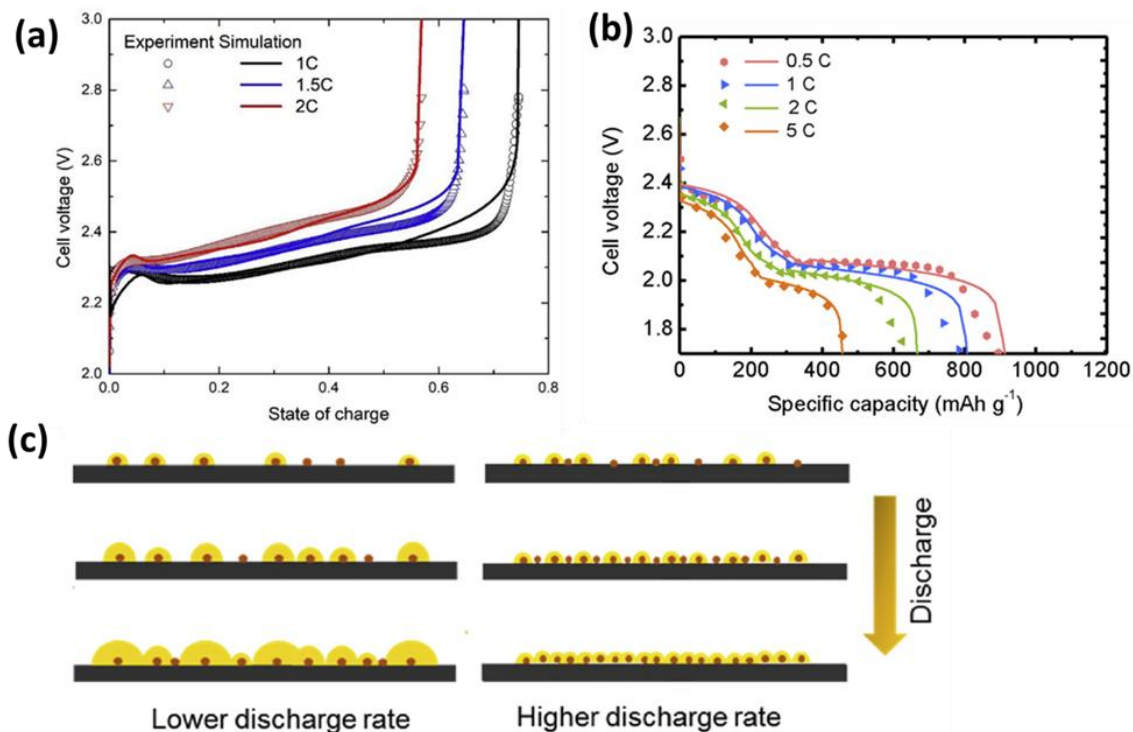 (a)
3.0
2.8
2.6
2.4
2.2
2.0
Cell voltage (V)
Experiment Simulation
1C
1.5C
2C
0.0
0.2
0.4
0.6
0.8
State of charge
(b)
3.0
2.8
2.6
2.4
2.2
2.0
1.8
Cell voltage (V)
0.5 C
1 C
2 C
5 C
0
200
400
600
800
1000
1200
Specific capacity (mAh g⁻¹)
(c)
Discharge
Lower discharge rate
Higher discharge rate